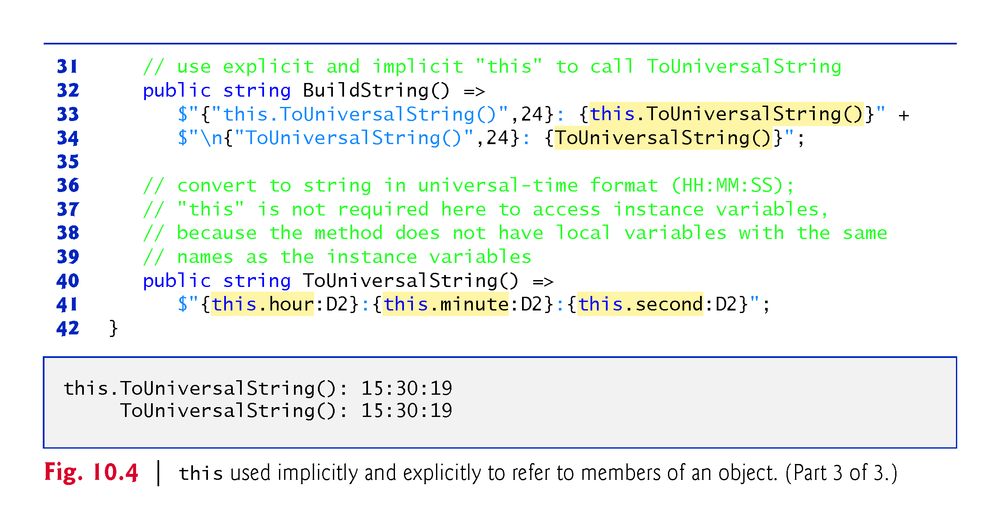 31 // use explicit and implicit "this" to call ToUniversalString
32 public string BuildString() =>
33 $"{"this.ToUniversalString()",24}: {this.ToUniversalString()}" +
34 $"\n{"ToUniversalString()",24}: {ToUniversalString()}";
35
36 // convert to string in universal-time format (HH:MM:SS);
37 // "this" is not required here to access instance variables,
38 // because the method does not have local variables with the same
39 // names as the instance variables
40 public string ToUniversalString() =>
41 $"{this.hour:D2}:{this.minute:D2}:{this.second:D2}";
42 }
this.ToUniversalString(): 15:30:19
ToUniversalString(): 15:30:19
Fig. 10.4 | this used implicitly and explicitly to refer to members of an object. (Part 3 of 3.)